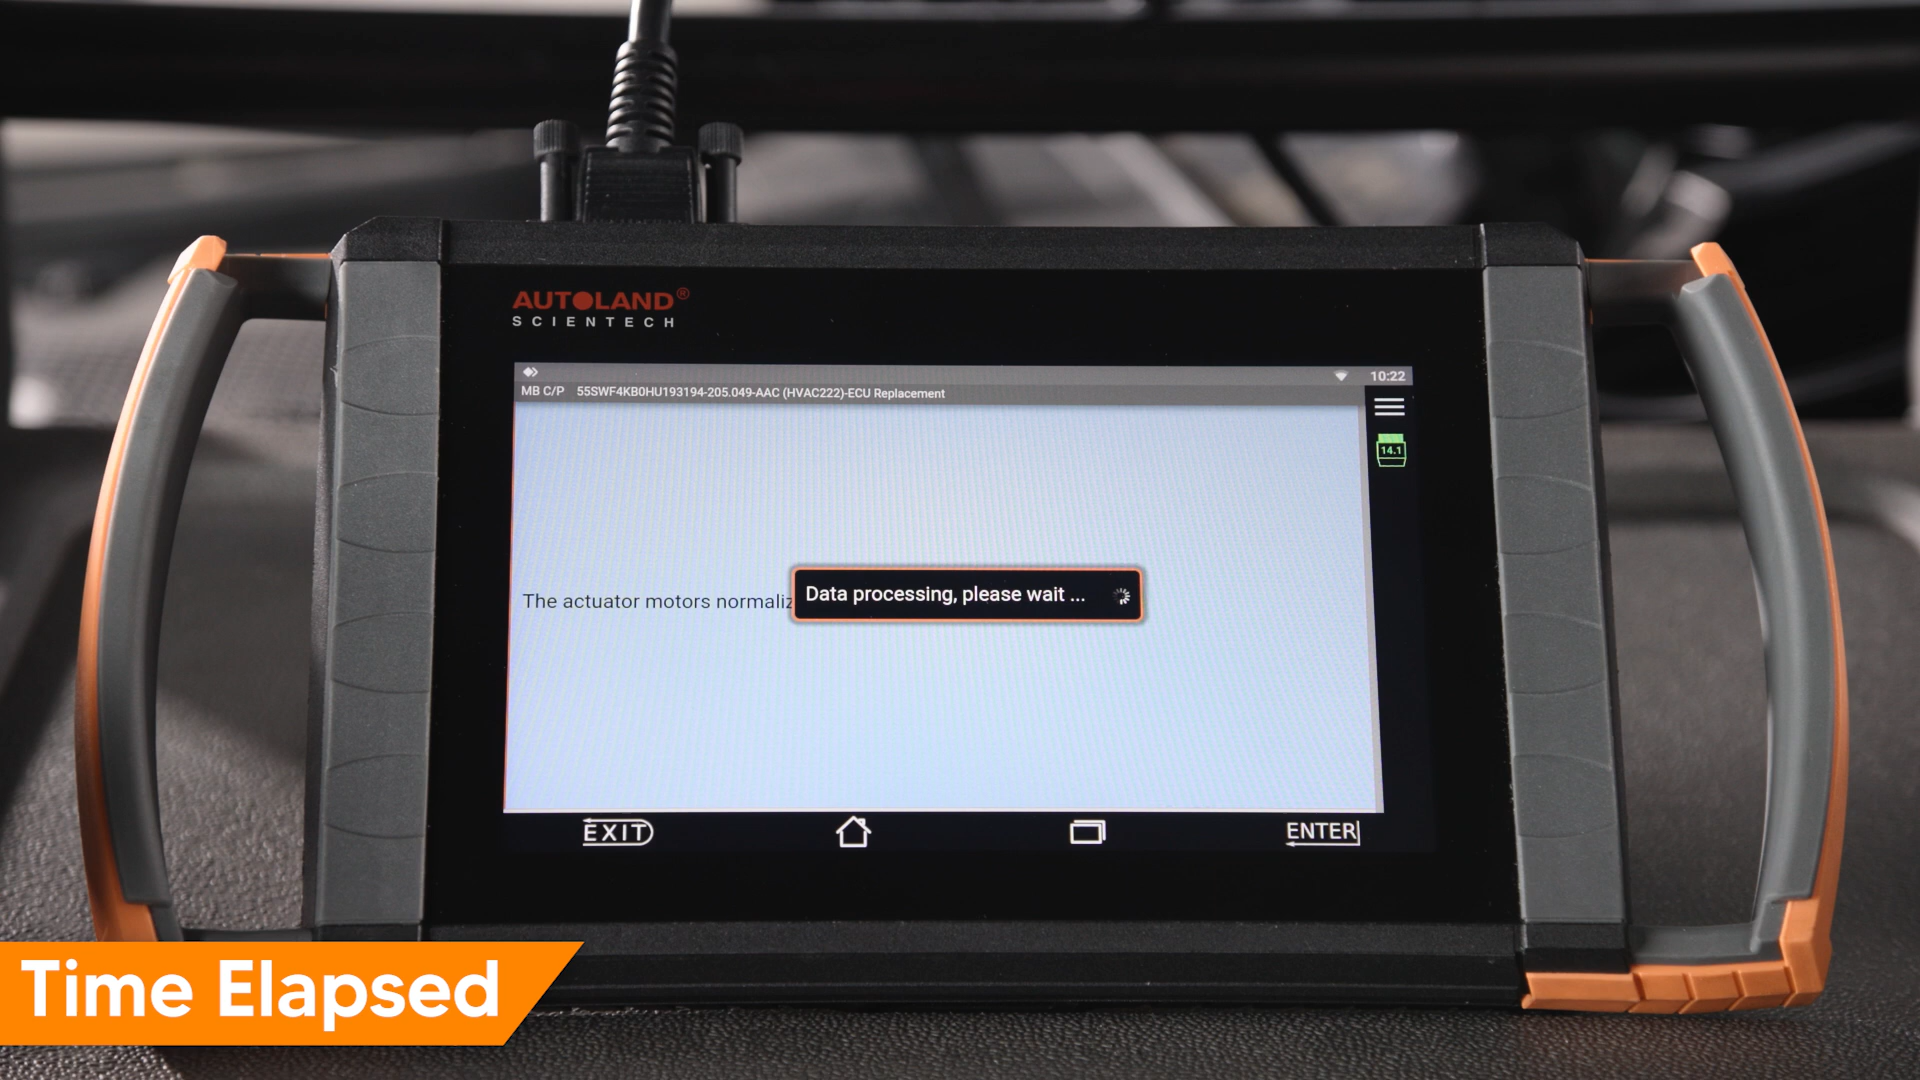 AUTOLAND®
SCIENTECH
10:22
MB C/P 55SWF4KB0HU193194-205.049-AAC (HVAC222)-ECU Replacement
14.1
The actuator motors normaliz
Data processing, please wait ...
EXIT
ENTER
Time Elapsed